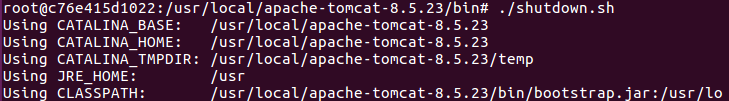 root@c76e415d1022:/usr/local/apache-tomcat-8.5.23/bin# ./shutdown.sh
Using CATALINA_BASE:   /usr/local/apache-tomcat-8.5.23
Using CATALINA_HOME:   /usr/local/apache-tomcat-8.5.23
Using CATALINA_TMPDIR: /usr/local/apache-tomcat-8.5.23/temp
Using JRE_HOME:        /usr
Using CLASSPATH:       /usr/local/apache-tomcat-8.5.23/bin/bootstrap.jar:/usr/lo